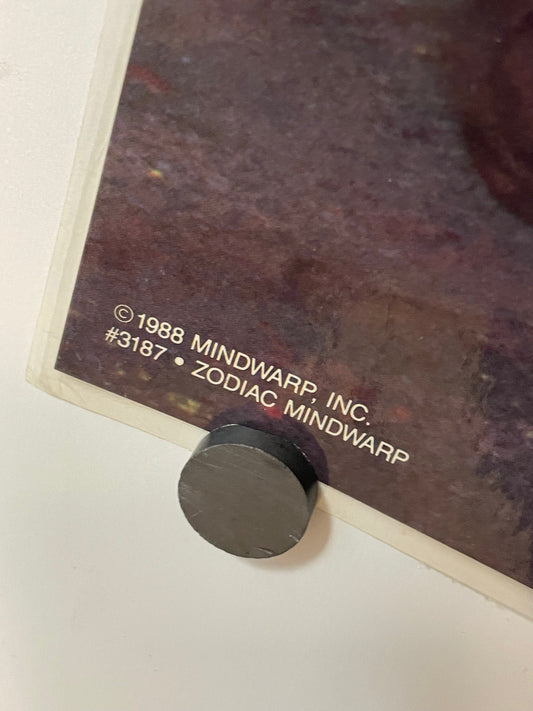 © 1988 MINDWARP, INC.
#3187 • ZODIAC MINDWARP